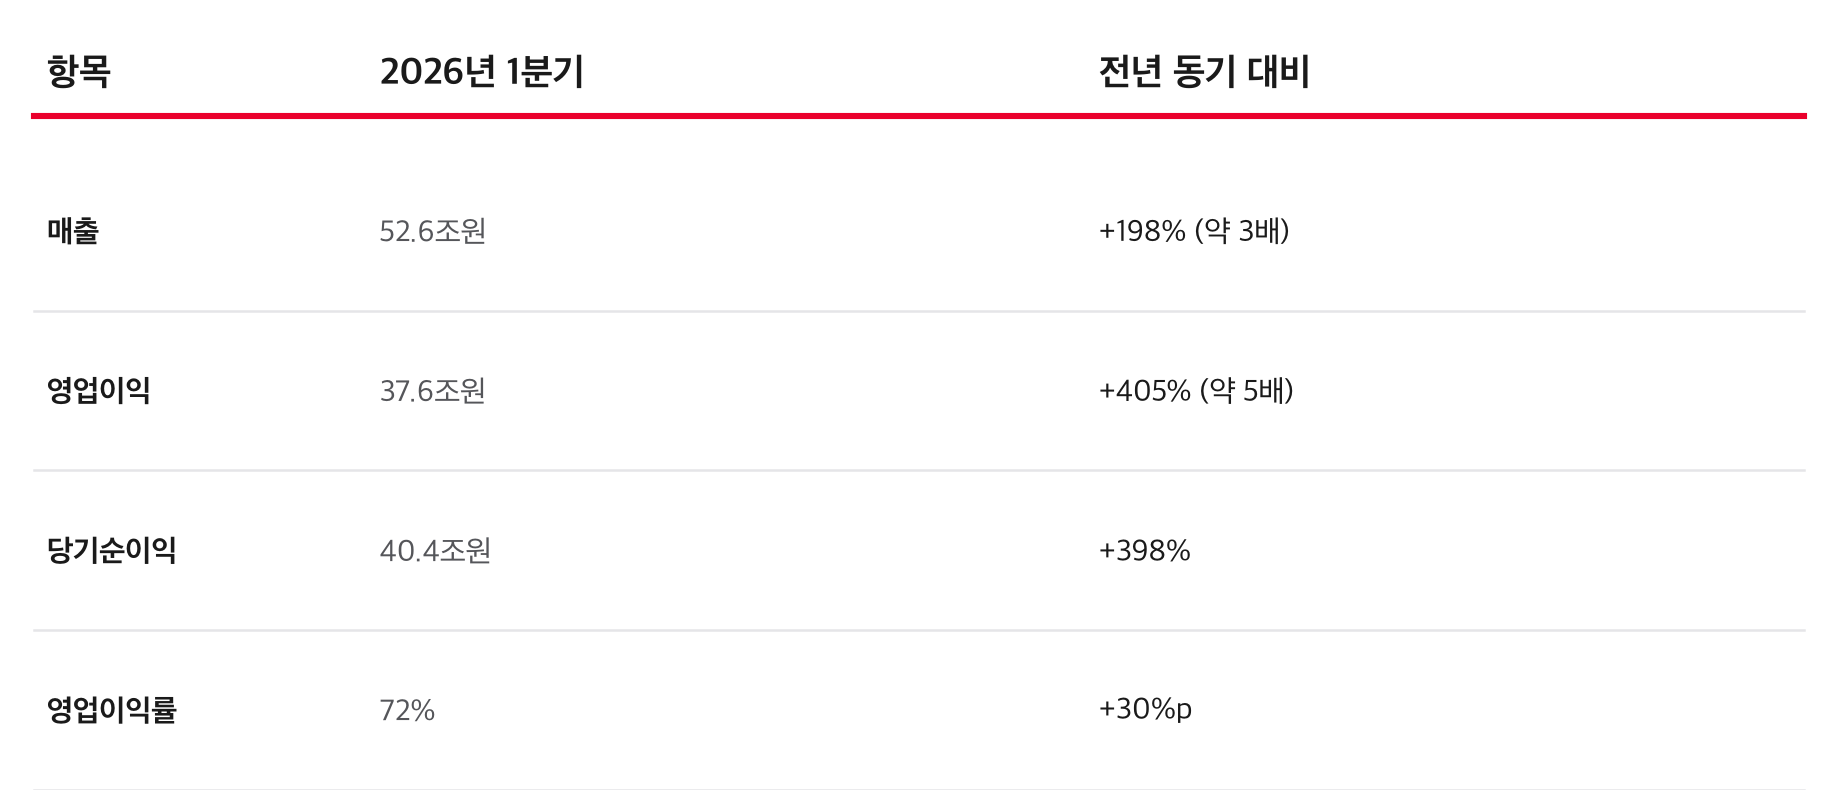 항목 2026년 1분기 전년 동기 대비
매출 52.6조원 +198% (약 3배)
영업이익 37.6조원 +405% (약 5배)
당기순이익 40.4조원 +398%
영업이익률 72% +30%p